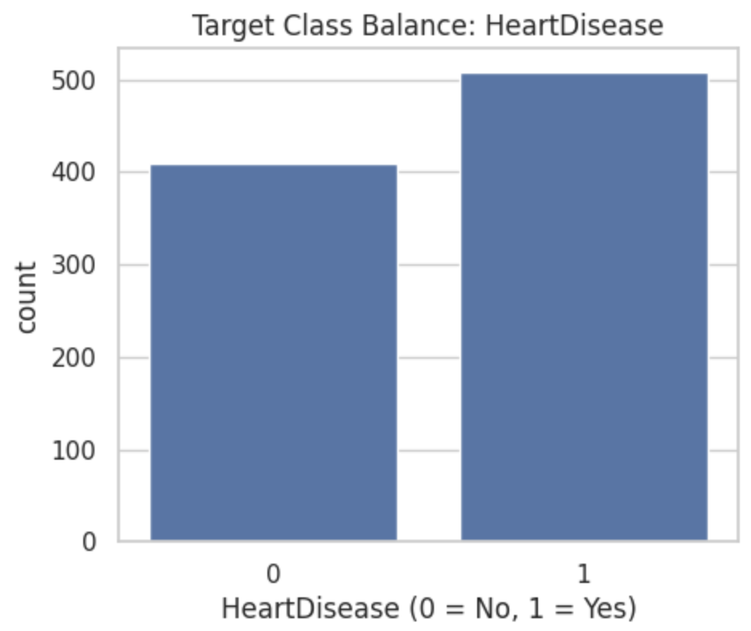 Target Class Balance: HeartDisease
500
400
300
200
100
0
count
0 1
HeartDisease (0 = No, 1 = Yes)